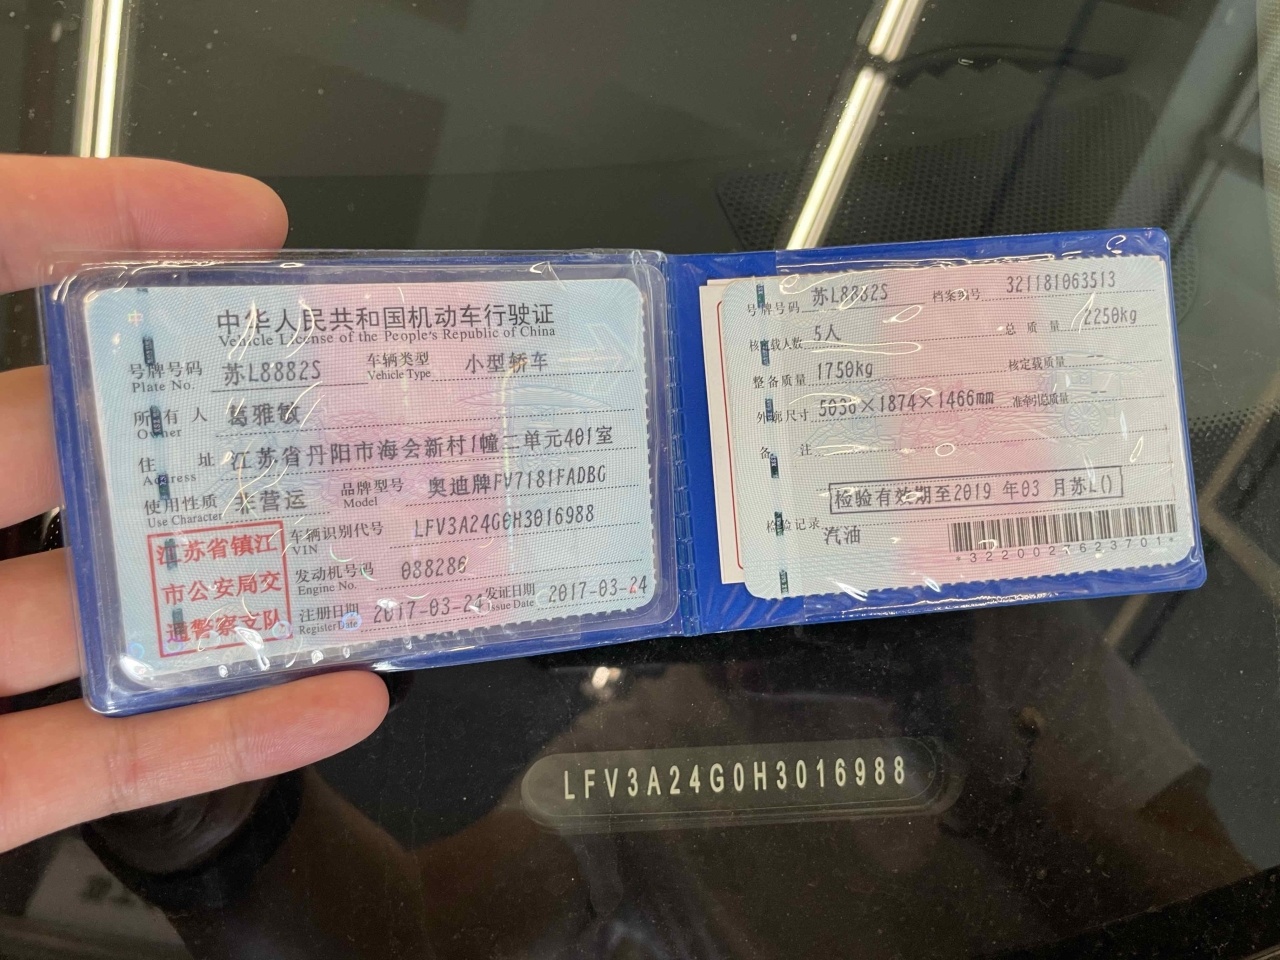 中华人民共和国机动车行驶证
Vehicle License of the People's Republic of China
号牌号码 苏L8882S 车辆类型 小型轿车
Plate No. Vehicle Type
所有人 葛雅敏
Owner
住址 江苏省丹阳市海会新村1幢二单元401室
Address
使用性质 非营运 品牌型号 奥迪牌FV7181FADBG
Use Character Model
江苏省镇江
市公安局交
通警察支队
车辆识别代号 LFV3A24G0H3016988
VIN
发动机号码 088286
Engine No.
注册日期 2017-03-24 发证日期 2017-03-24
Register Date Issue Date
号牌号码 苏L8882S 档案编号 321181063513
核定载人数 5人 总质量 2250kg
整备质量 1750kg 核定载质量 --
外廓尺寸 5036×1874×1466mm 准牵引总质量 --
备注
检验有效期至2019 年03 月苏L()
检验记录
汽油
*3220027623701*
LFV3A24G0H3016988